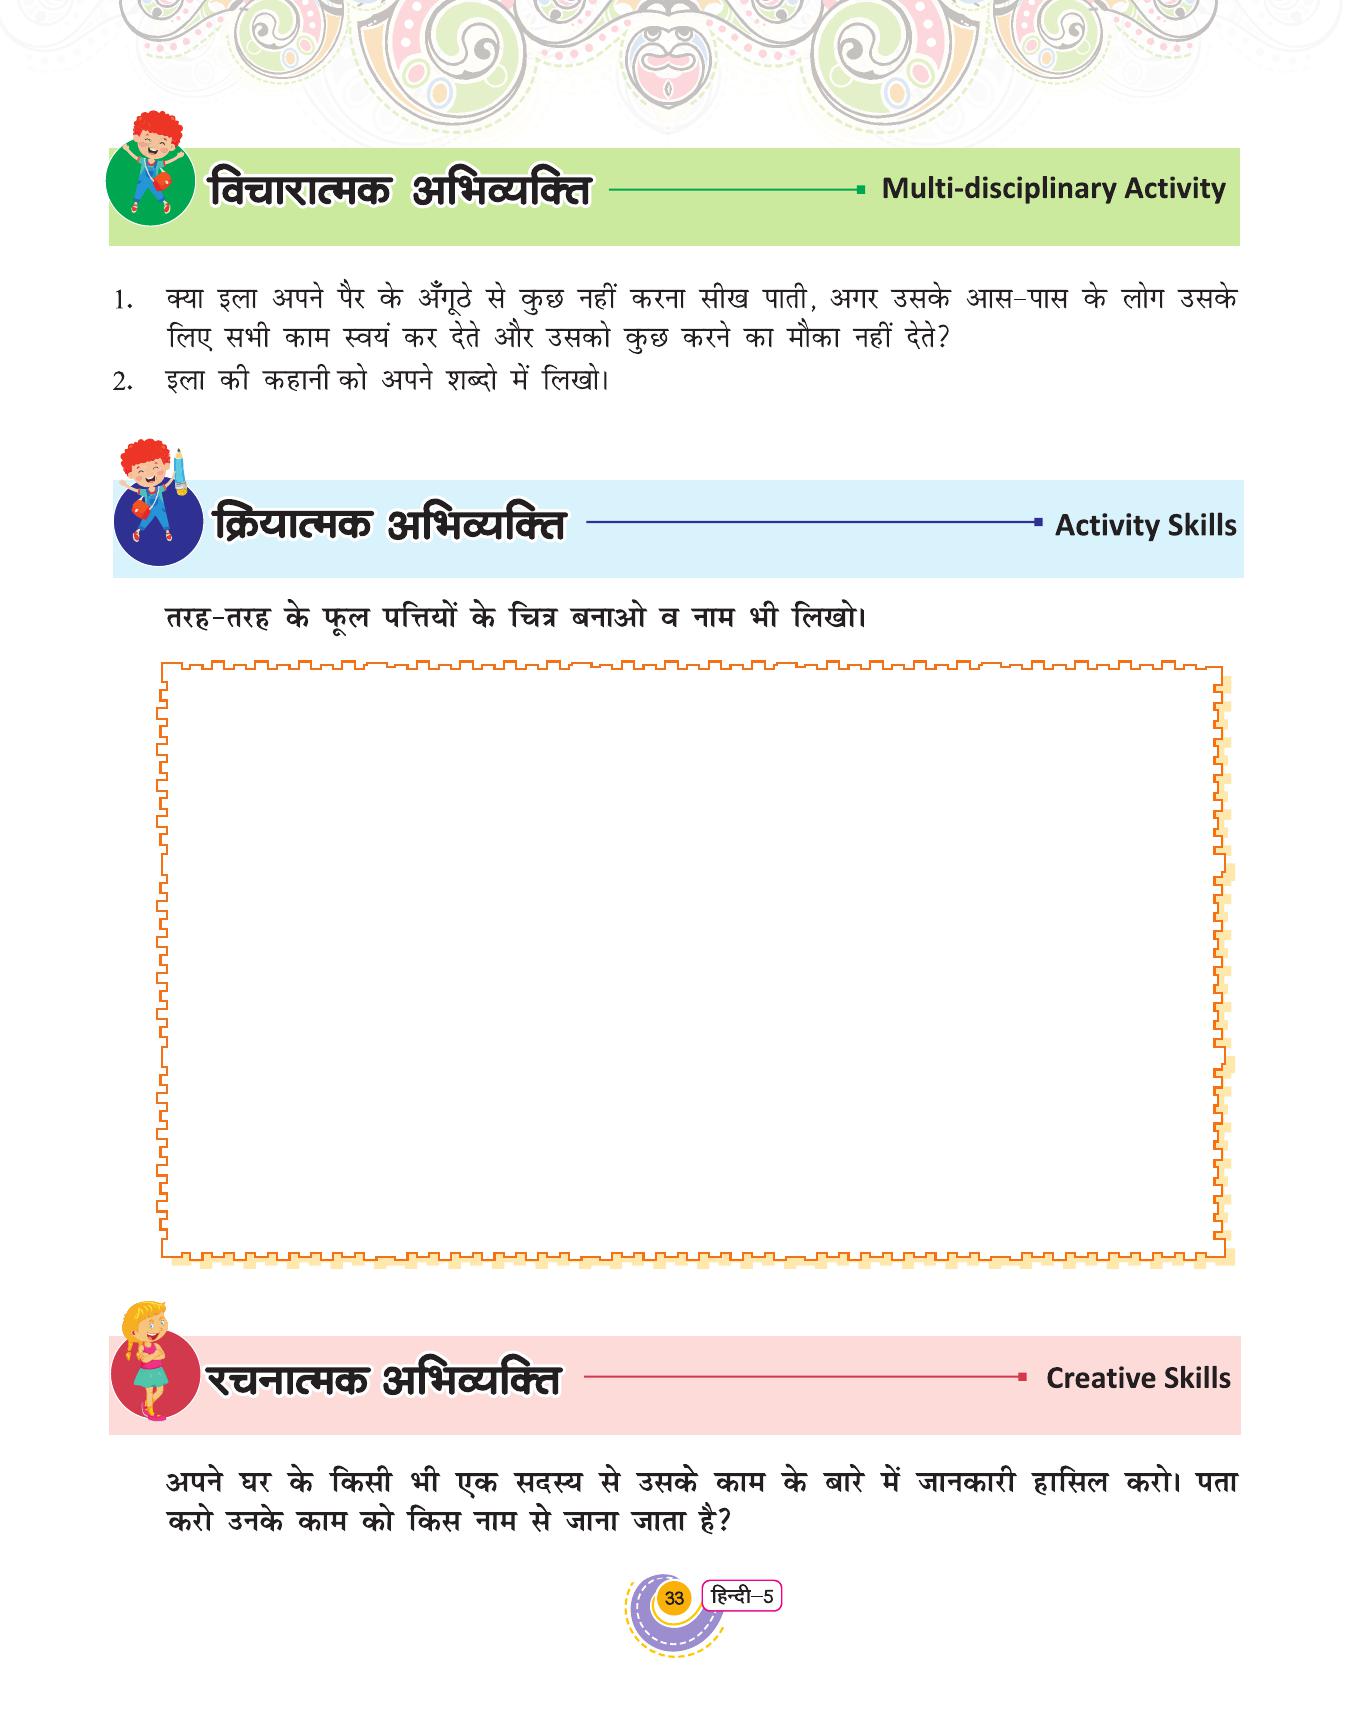 विचारात्मक अभिव्यक्ति Multi-disciplinary Activity
1. क्या इला अपने पैर के अँगूठे से कुछ नहीं करना सीख पाती, अगर उसके आस-पास के लोग उसके
लिए सभी काम स्वयं कर देते और उसको कुछ करने का मौका नहीं देते?
2. इला की कहानी को अपने शब्दो में लिखो।
क्रियात्मक अभिव्यक्ति Activity Skills
तरह-तरह के फूल पत्तियों के चित्र बनाओ व नाम भी लिखो।
रचनात्मक अभिव्यक्ति Creative Skills
अपने घर के किसी भी एक सदस्य से उसके काम के बारे में जानकारी हासिल करो। पता
करो उनके काम को किस नाम से जाना जाता है?
33 हिन्दी-5